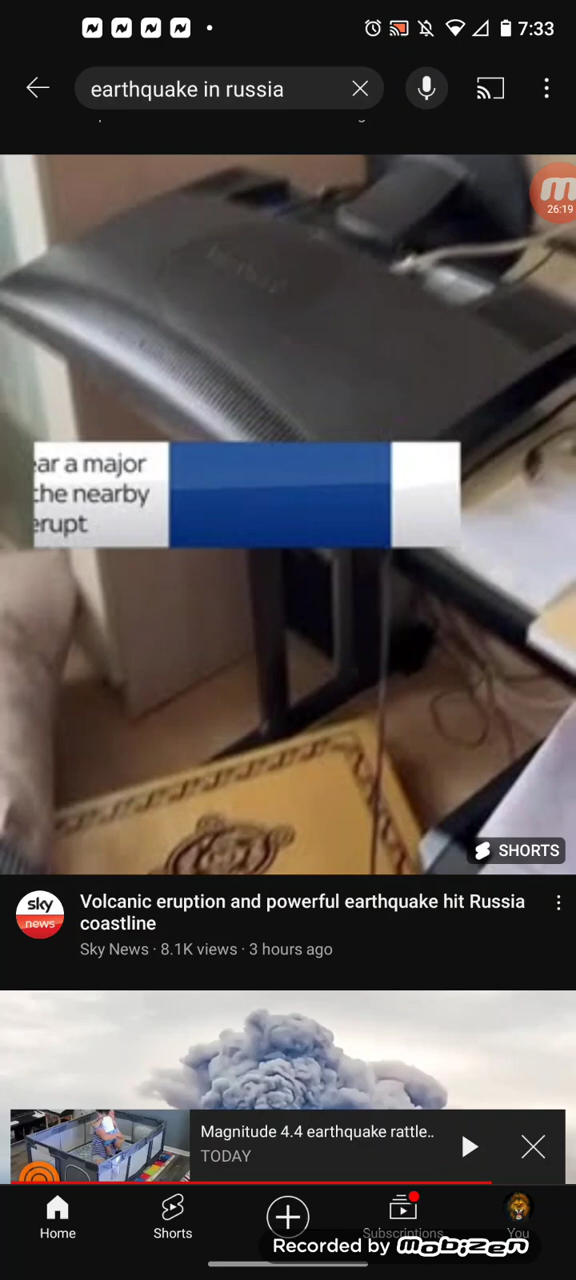 7:33
earthquake in russia
26:19
ar a major
the nearby
erupt
SHORTS
sky
news
Volcanic eruption and powerful earthquake hit Russia
coastline
Sky News · 8.1K views · 3 hours ago
Magnitude 4.4 earthquake rattle..
TODAY
Home
Shorts
Subscriptions
You
Recorded by mobizen